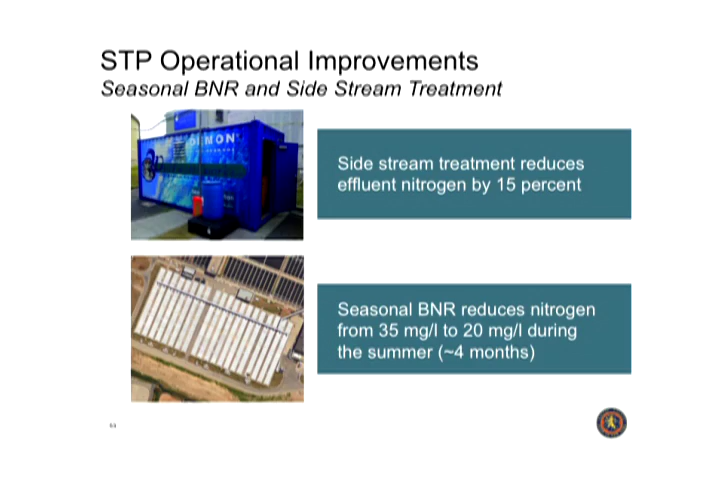 STP Operational Improvements
Seasonal BNR and Side Stream Treatment
Side stream treatment reduces
effluent nitrogen by 15 percent
Seasonal BNR reduces nitrogen
from 35 mg/l to 20 mg/l during
the summer (~4 months)